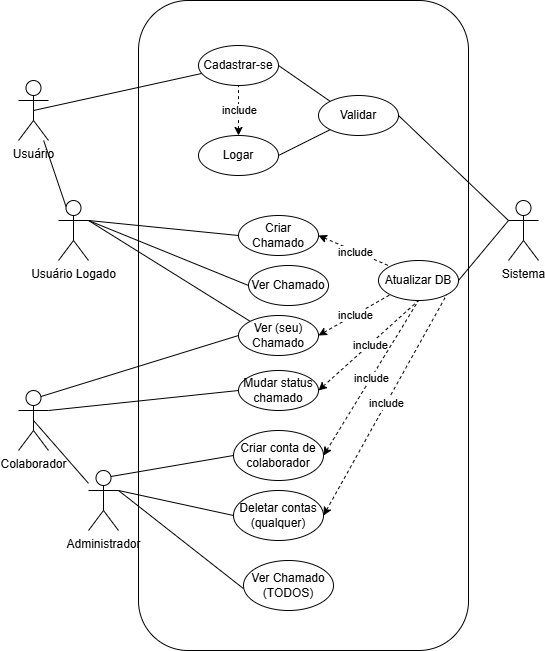 Cadastrar-se
include
Validar
Usuário
Logar
Usuário Logado
Criar
Chamado
include
Sistema
Ver Chamado
Atualizar DB
include
Ver (seu)
Chamado
include
Mudar status
chamado
include
include
Colaborador
Criar conta de
colaborador
Administrador
Deletar contas
(qualquer)
Ver Chamado
(TODOS)